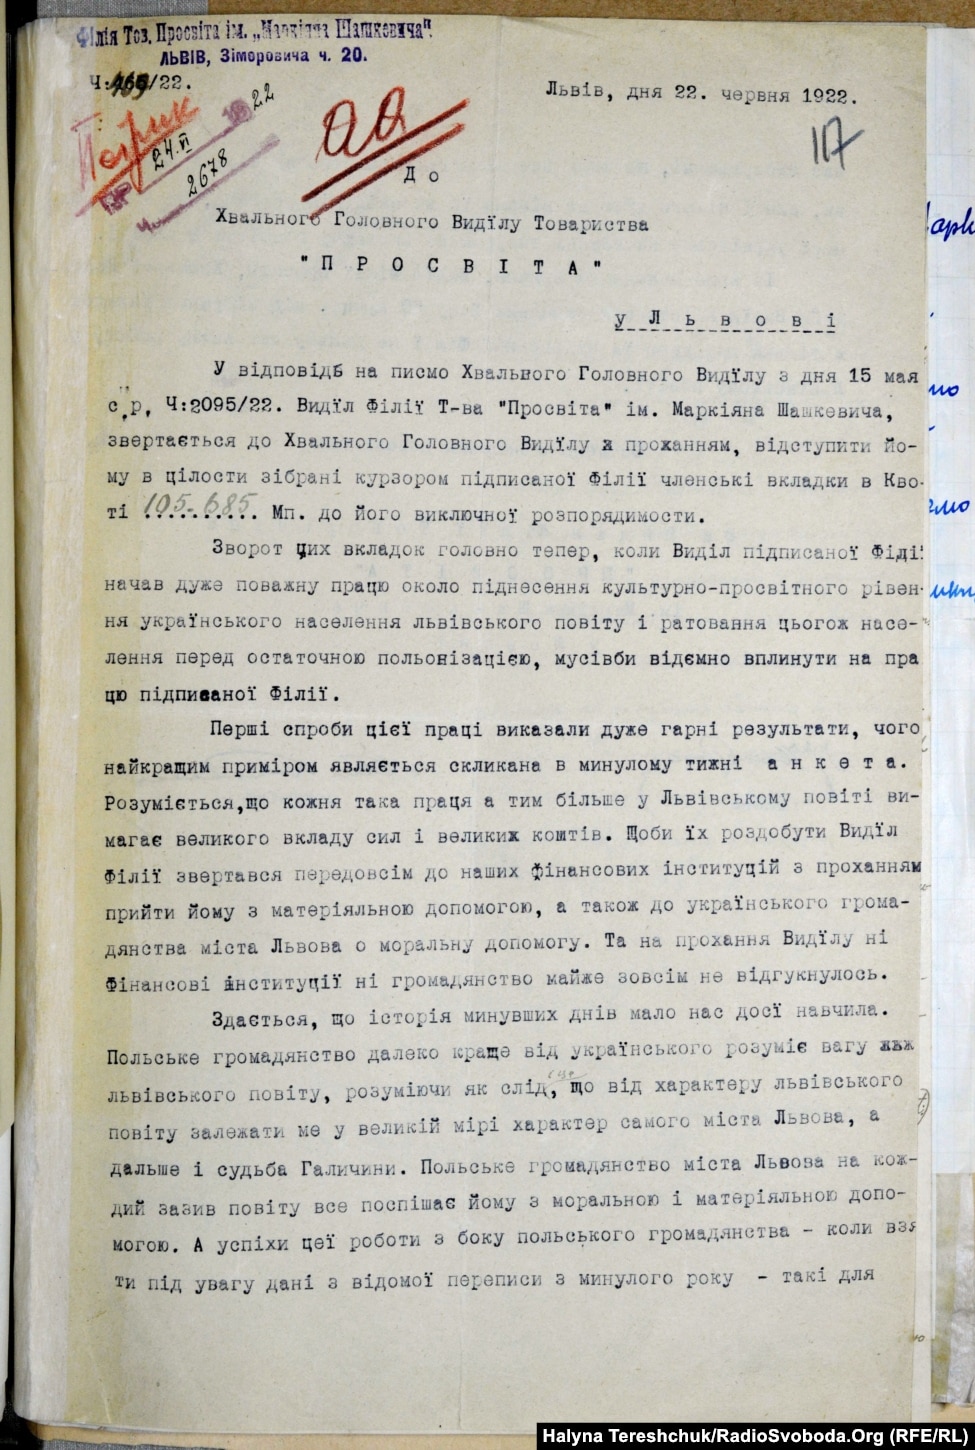 Філія Тов. Просвіта ім. „Маркіяна Шашкевича".
ЛЬВІВ, Зіморовича ч. 20.
Ч:469/22.
Львів, дня 22. червня 1922.
22
24.VI
2678
117
До
Хвального Головного Виділу Товариства
"П Р О С В І Т А"
у Л ь в о в і
У відповідь на письмо Хвального Головного Виділу з дня 15 мая
с.р. Ч:2095/22. Виділ Філії Т-ва "Просвіта" ім. Маркіяна Шашкевича,
звертається до Хвального Головного Виділу з проханням, відступити йо-
му в цілости зібрані курзором підписаної Філії членські вкладки в Кво-
ті 105.685 Мп. до його виключної розпорядимости.
Зворот цих вкладок головно тепер, коли Виділ підписаної Філії
начав дуже поважну працю около піднесення культурно-просвітного рівен-
ня українського населення львівського повіту і ратовання цьогож насе-
лення перед остаточною польонізацією, мусівби відємно вплинути на пра
цю підписаної Філії.
Перші спроби цієї праці виказали дуже гарні результати, чого
найкращим приміром являється скликана в минулому тижні а н к е т а.
Розуміється,що кожня така праця а тим більше у Львівському повіті ви-
магає великого вкладу сил і великих коштів. Щоби їх роздобути Виділ
Філії звертався передовсім до наших фінансових інституцій з проханням
прийти йому з матеріяльною допомогою, а також до українського грома-
дянства міста Львова о моральну допомогу. Та на прохання Виділу ні
Фінансові інституції ні громадянство майже зовсім не відгукнулось.
Здається, що історія минувших днів мало нас досі навчила.
Польське громадянство далеко краще від українського розуміє вагу
львівського повіту, розуміючи як слід, що від характеру львівського
повіту залежати ме у великій мірі характер самого міста Львова, а
дальше і судьба Галичини. Польське громадянство міста Львова на кож-
дий зазив повіту все поспішає йому з моральною і матеріяльною допо-
могою. А успіхи цеї роботи з боку польського громадянства - коли взя
ти під увагу дані з відомої переписи з минулого року - такі для
Halyna Tereshchuk/RadioSvoboda.Org (RFE/RL)